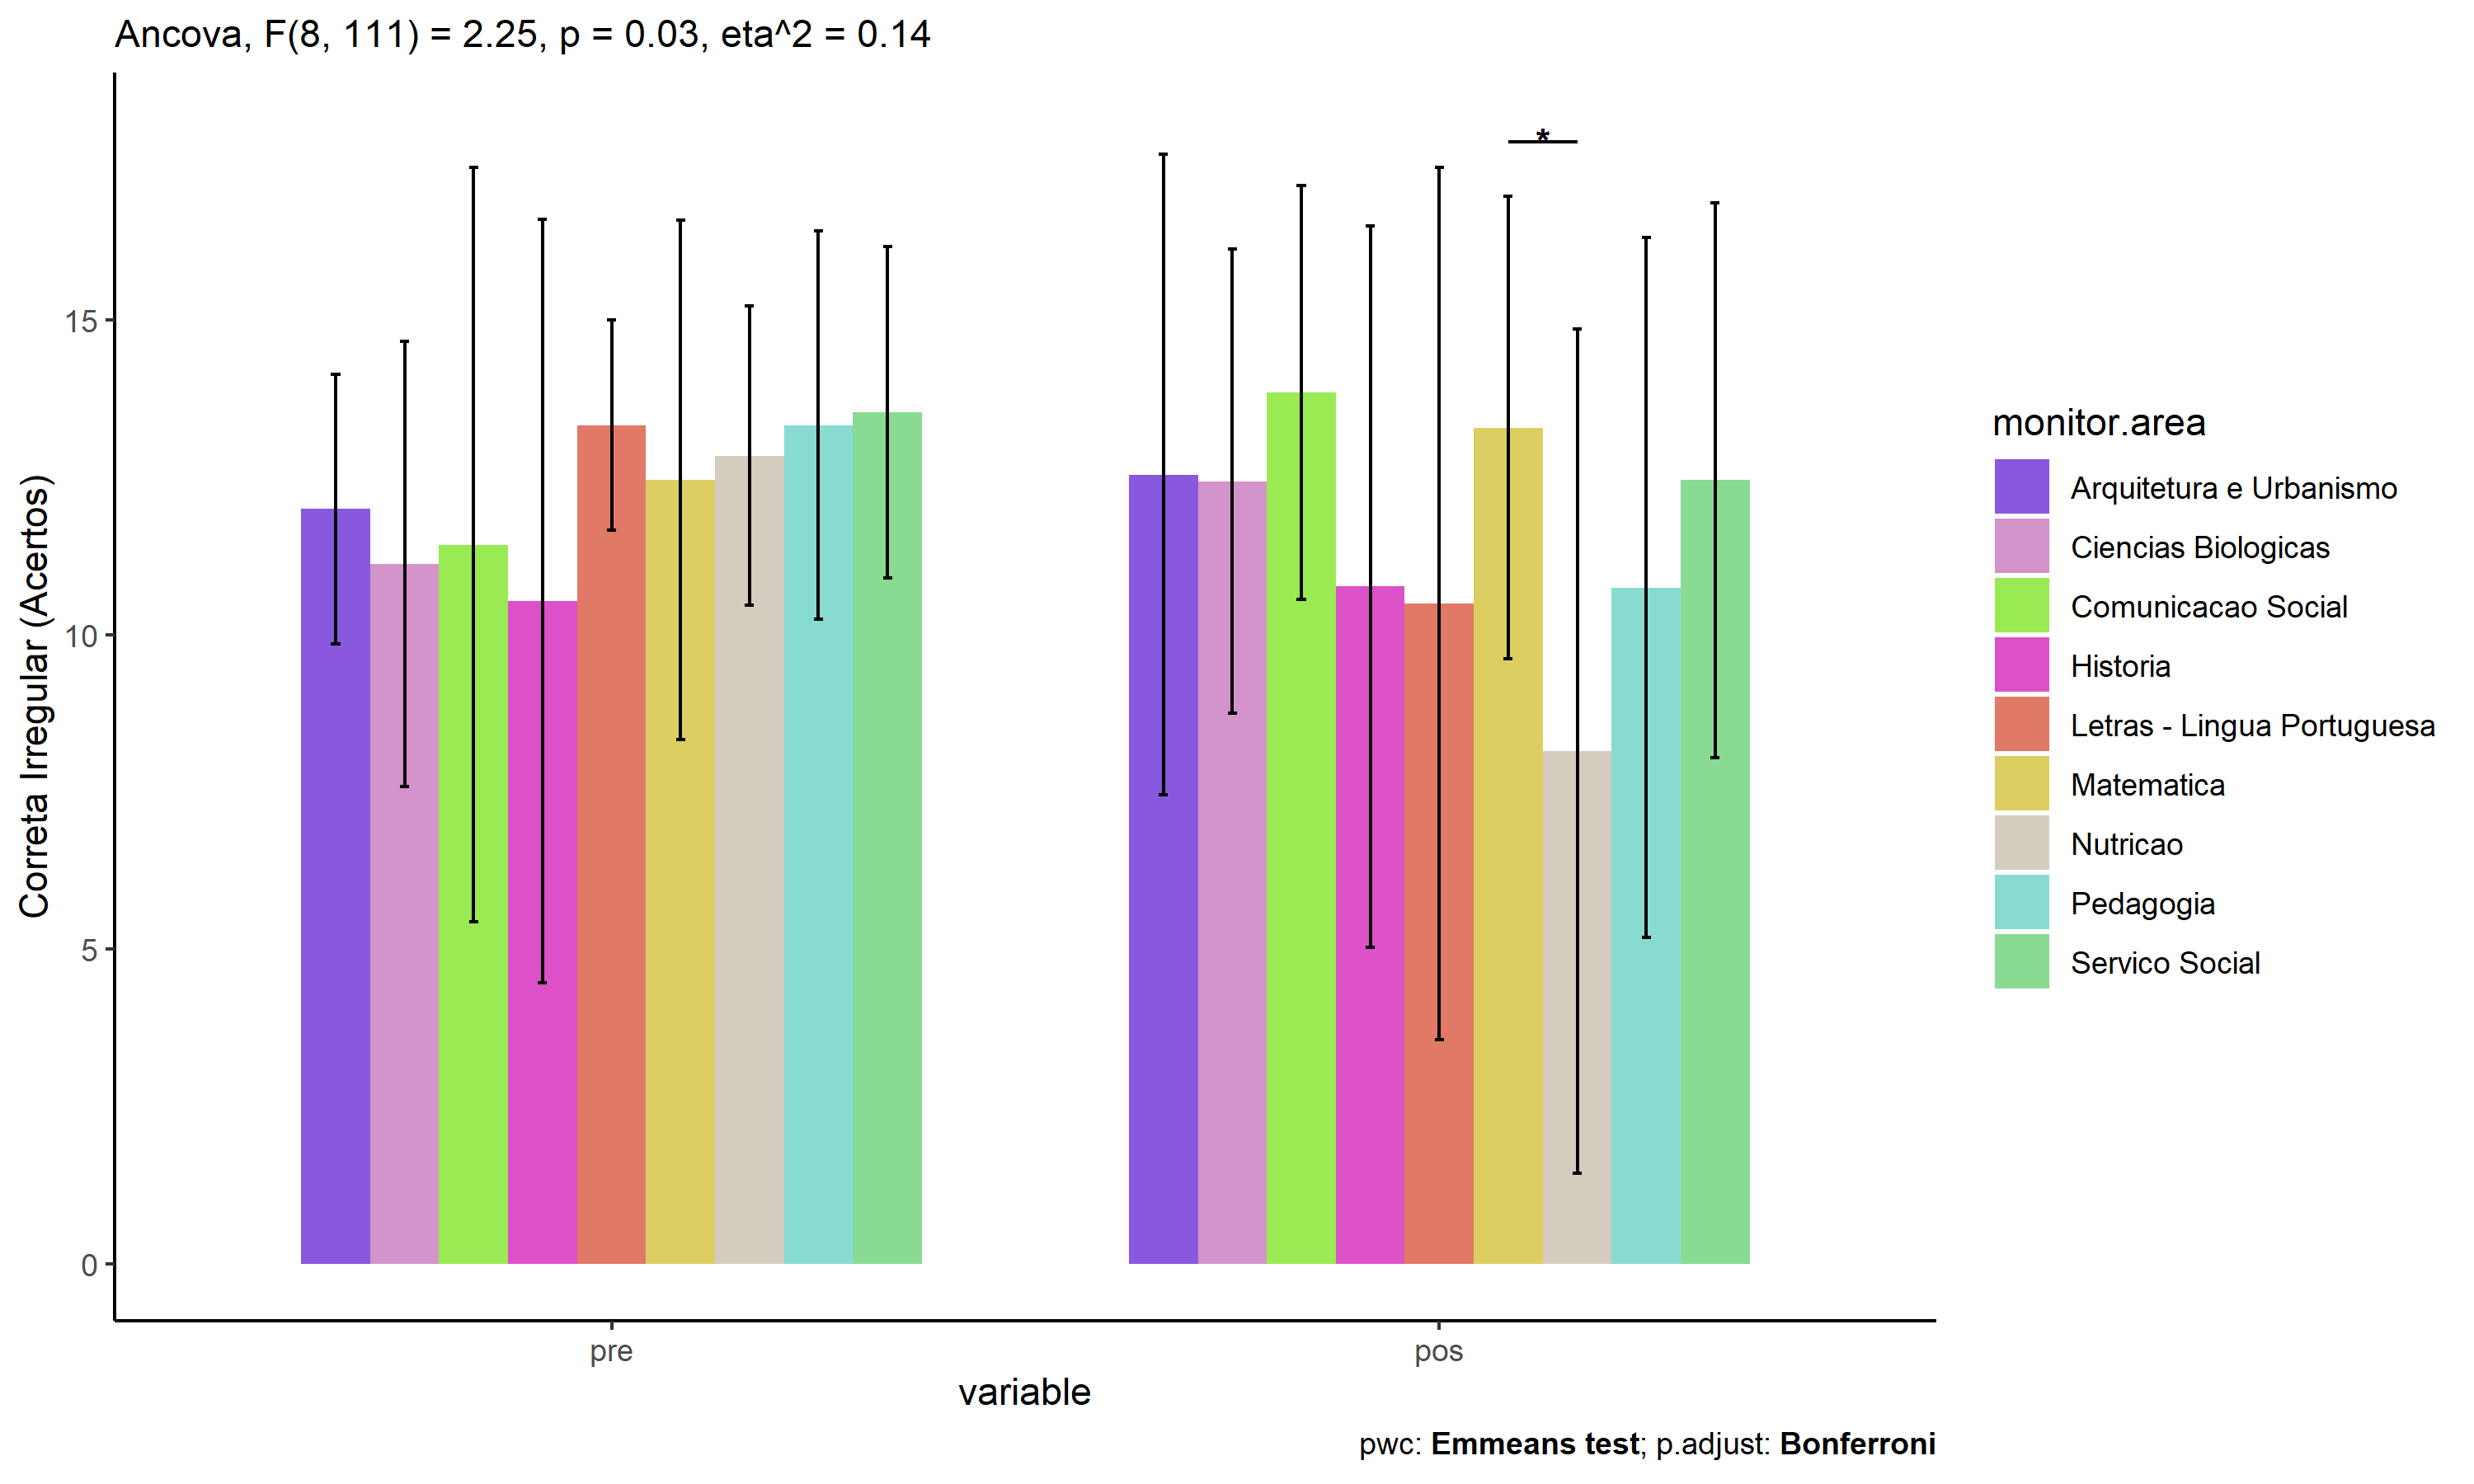 Ancova, F(8, 111) = 2.25, p = 0.03, eta^2 = 0.14
*
Correta Irregular (Acertos)
15
10
5
0
pre
pos
variable
monitor.area
Arquitetura e Urbanismo
Ciencias Biologicas
Comunicacao Social
Historia
Letras - Lingua Portuguesa
Matematica
Nutricao
Pedagogia
Servico Social
pwc: Emmeans test; p.adjust: Bonferroni